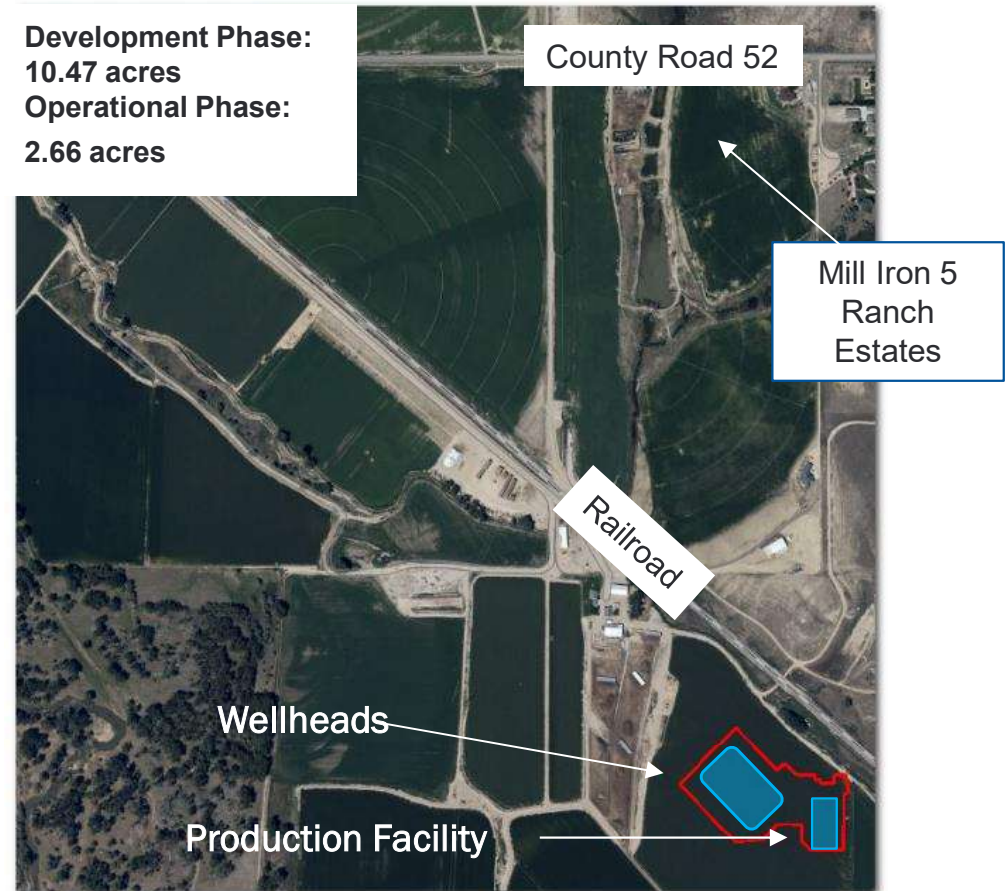 Development Phase:
10.47 acres
Operational Phase:
2.66 acres
County Road 52
Mill Iron 5
Ranch
Estates
Railroad
Wellheads
Production Facility